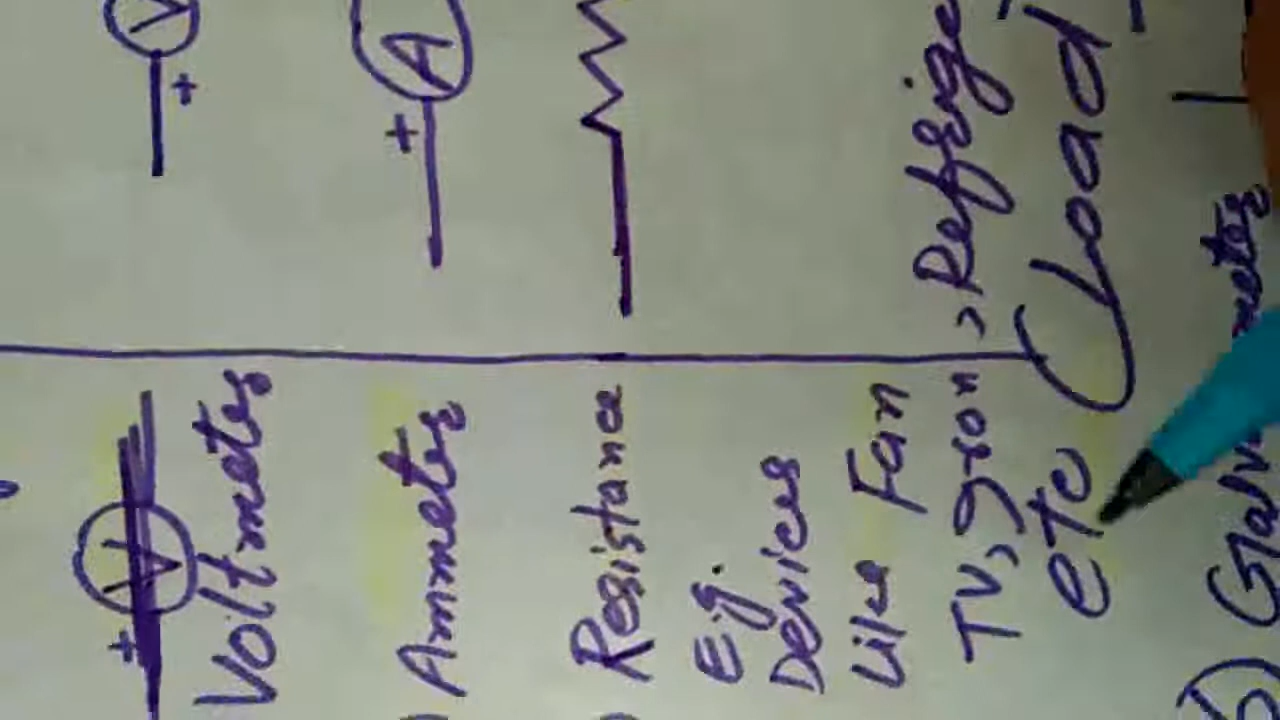 V
+
A
+
V
+
Voltmeter
Ammeter
Resistance
E.g.
Devices
like Fan
TV, Iron, Refrige
etc (Load